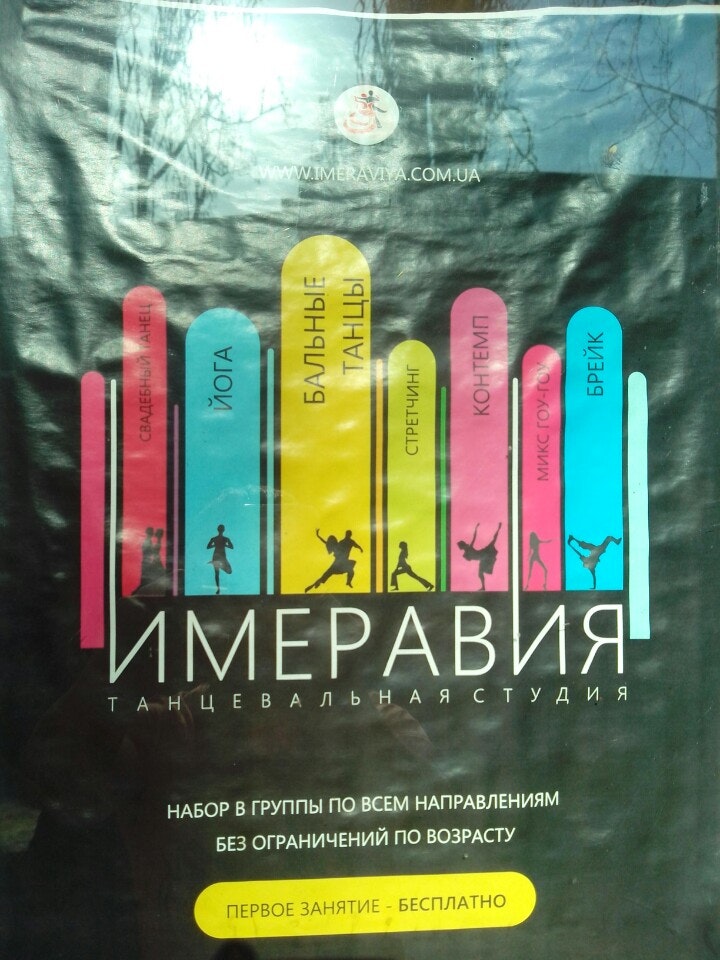 WWW.IMERAVIYA.COM.UA
СВАДЕБНЫЙ ТАНЕЦ
ЙОГА
БАЛЬНЫЕ
ТАНЦЫ
СТРЕТЧИНГ
КОНТЕМП
МИКС ГОУ-ГОУ
БРЕЙК
ИМЕРАВИЯ
ТАНЦЕВАЛЬНАЯ СТУДИЯ
НАБОР В ГРУППЫ ПО ВСЕМ НАПРАВЛЕНИЯМ
БЕЗ ОГРАНИЧЕНИЙ ПО ВОЗРАСТУ
ПЕРВОЕ ЗАНЯТИЕ - БЕСПЛАТНО